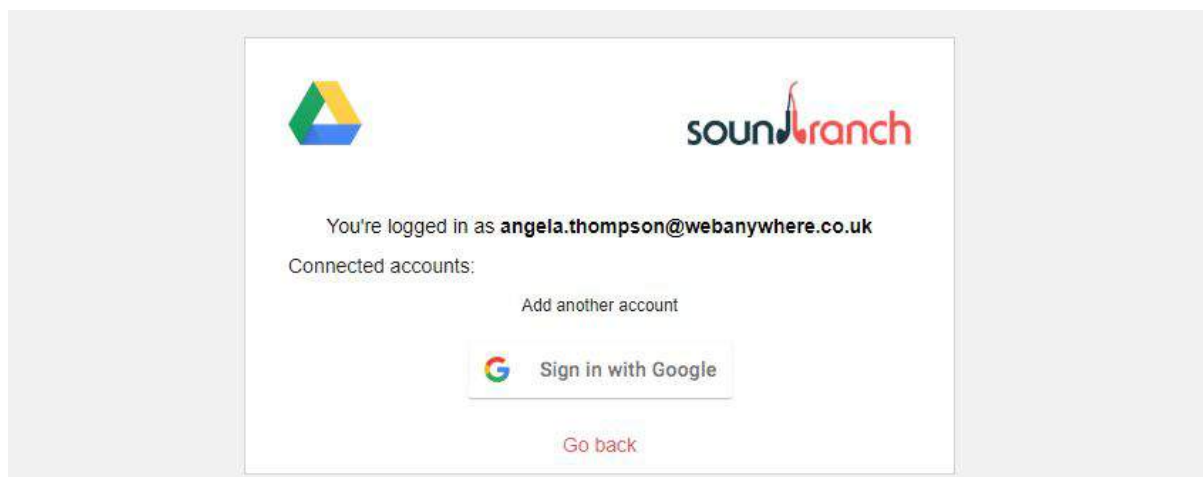 soundbranch
You're logged in as angela.thompson@webanywhere.co.uk
Connected accounts:
Add another account
Sign in with Google
Go back